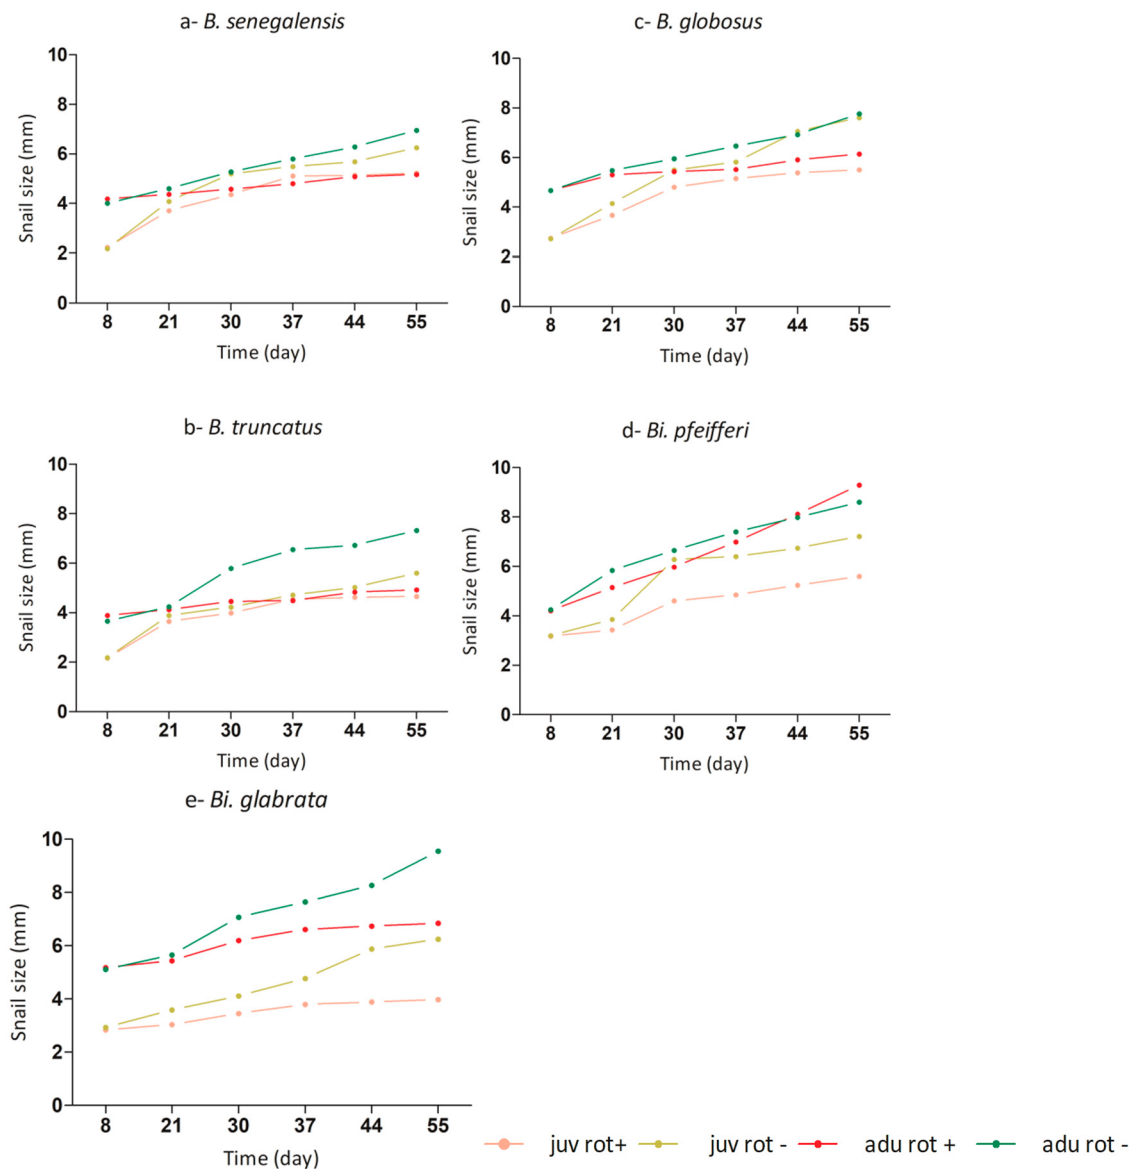 a- B. senegalensis
10
8
6
4
2
0
Snail size (mm)
8 21 30 37 44 55
Time (day)
c- B. globosus
10
8
6
4
2
0
Snail size (mm)
8 21 30 37 44 55
Time (day)
b- B. truncatus
10
8
6
4
2
0
Snail size (mm)
8 21 30 37 44 55
Time (day)
d- Bi. pfeifferi
10
8
6
4
2
0
Snail size (mm)
8 21 30 37 44 55
Time (day)
e- Bi. glabrata
10
8
6
4
2
0
Snail size (mm)
8 21 30 37 44 55
Time (day)
juv rot+ juv rot - adu rot + adu rot -